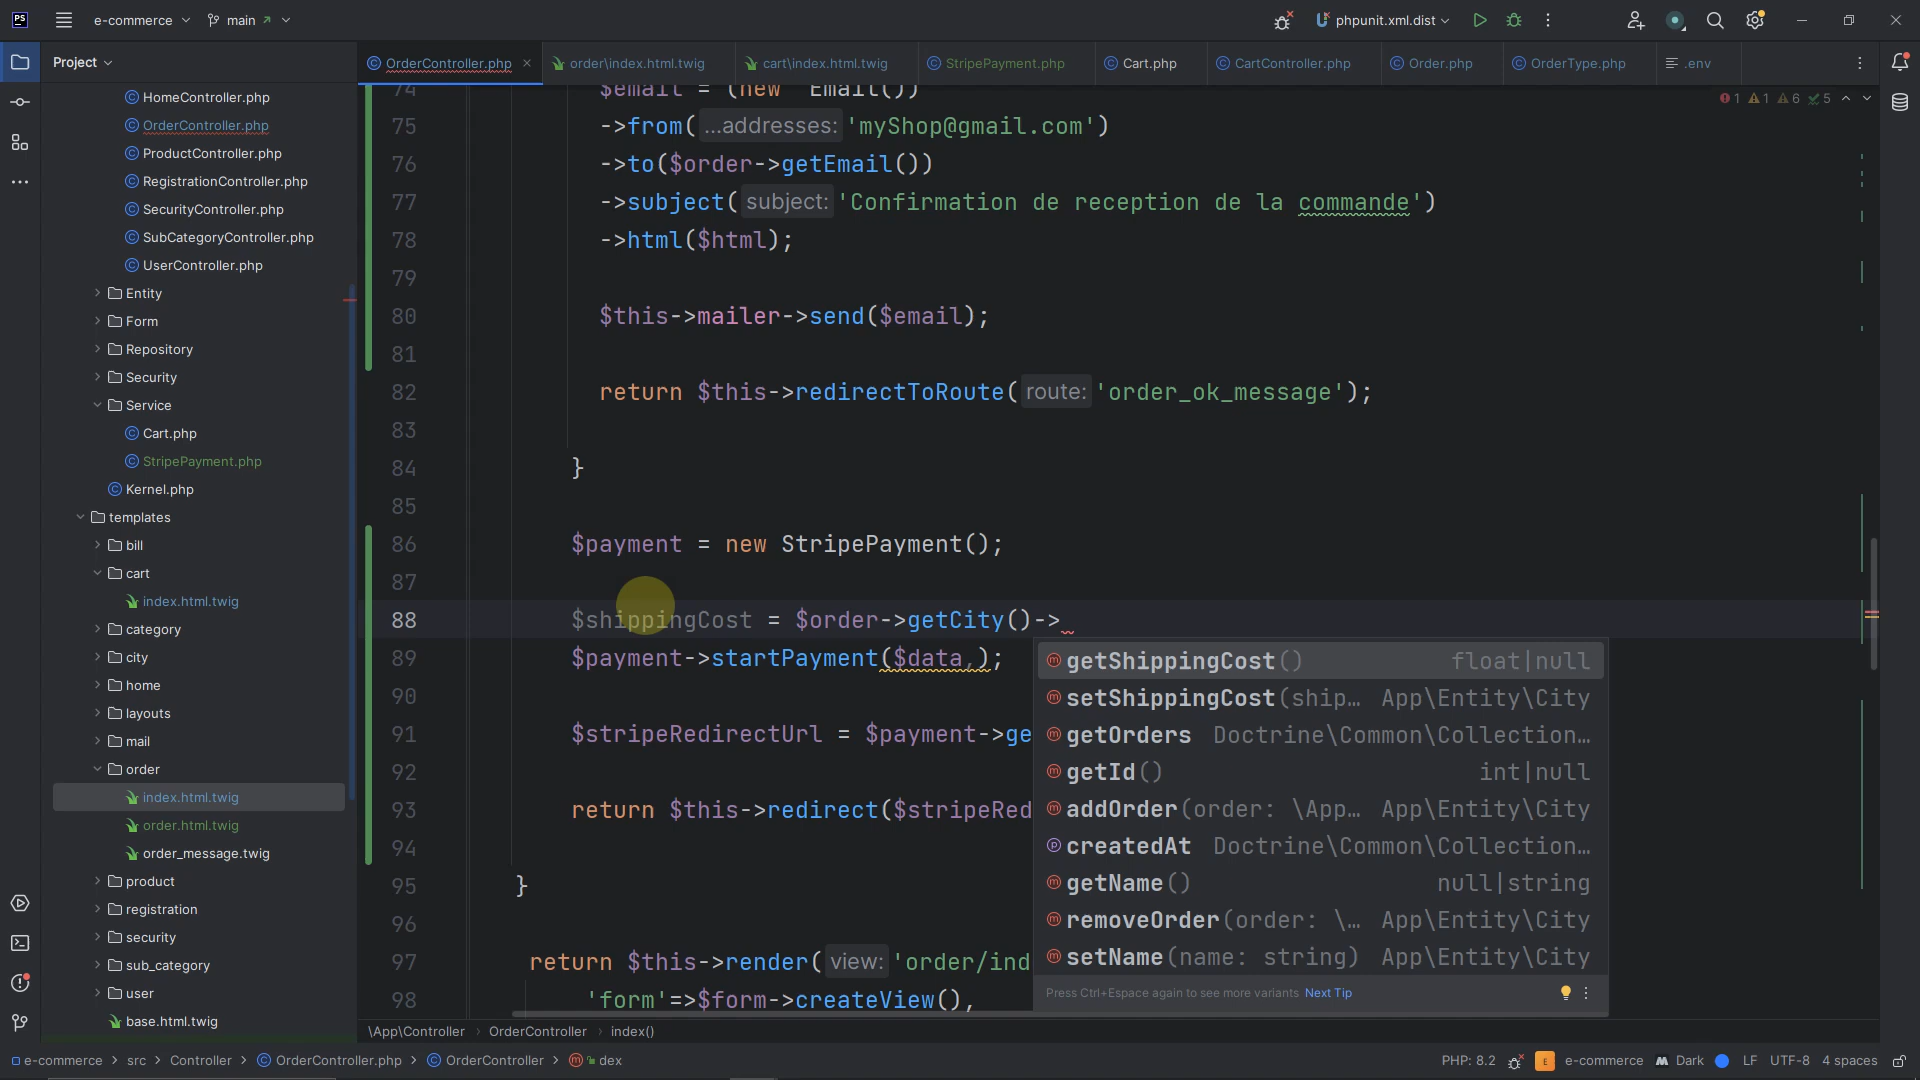 PS e-commerce main phpunit.xml.dist
Project
OrderController.php order\index.html.twig cart\index.html.twig StripePayment.php Cart.php CartController.php Order.php OrderType.php .env
1 1 6 5
HomeController.php
OrderController.php
ProductController.php
RegistrationController.php
SecurityController.php
SubCategoryController.php
UserController.php
Entity
Form
Repository
Security
Service
Cart.php
StripePayment.php
Kernel.php
templates
bill
cart
index.html.twig
category
city
home
layouts
mail
order
index.html.twig
order.html.twig
order_message.twig
product
registration
security
sub_category
user
base.html.twig
74 $email = (new Email())
75 ->from(...addresses: 'myShop@gmail.com')
76 ->to($order->getEmail())
77 ->subject(subject: 'Confirmation de reception de la commande')
78 ->html($html);
79
80 $this->mailer->send($email);
81
82 return $this->redirectToRoute(route: 'order_ok_message');
83
84 }
85
86 $payment = new StripePayment();
87
88 $shippingCost = $order->getCity()->
89 $payment->startPayment($data,);
90
91 $stripeRedirectUrl = $payment->ge
92
93 return $this->redirect($stripeRed
94
95 }
96
97 return $this->render(view: 'order/ind
98 'form'=>$form->createView(),
getShippingCost() float|null
setShippingCost(ship… App\Entity\City
getOrders Doctrine\Common\Collection…
getId() int|null
addOrder(order: \App… App\Entity\City
createdAt Doctrine\Common\Collection…
getName() null|string
removeOrder(order: \… App\Entity\City
setName(name: string) App\Entity\City
Press Ctrl+Espace again to see more variants Next Tip
\App\Controller OrderController index()
e-commerce src Controller OrderController.php OrderController dex
PHP: 8.2 E e-commerce Dark LF UTF-8 4 spaces